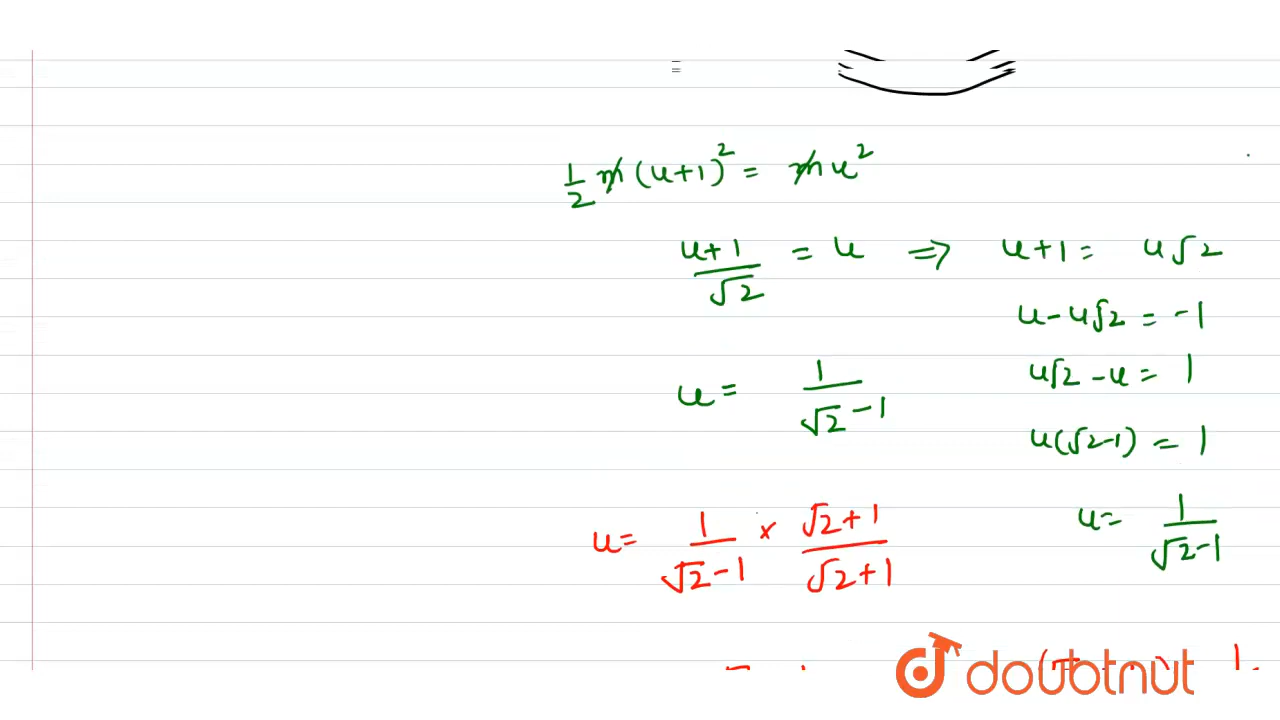 1/2 m(u+1)² = mu²
u+1/√2 = u ⇒ u+1 = u√2
u-u√2 = -1
u√2 -u = 1
u = 1/√2-1
u(√2-1) = 1
u = 1/√2-1
u = 1/√2-1 × √2+1/√2+1
doubtnut